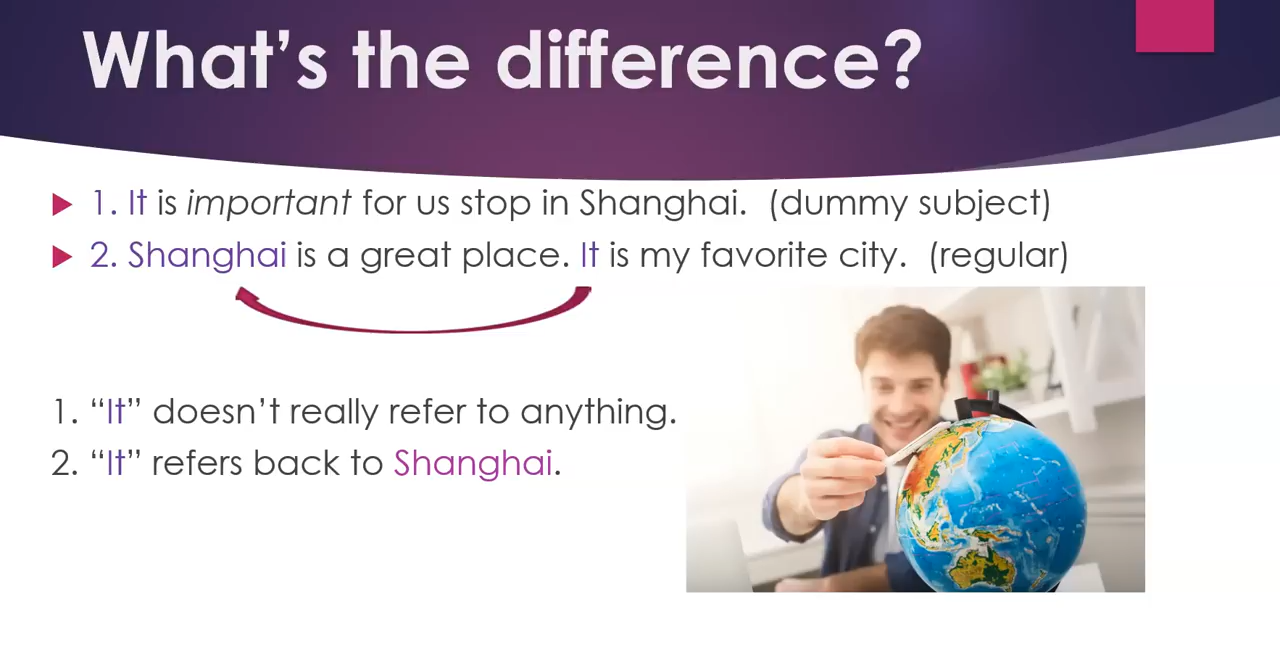 What's the difference?
1. It is important for us stop in Shanghai. (dummy subject)
2. Shanghai is a great place. It is my favorite city. (regular)
1. “It” doesn't really refer to anything.
2. “It” refers back to Shanghai.